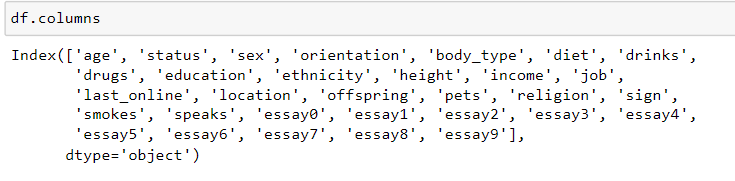 df.columns
Index(['age', 'status', 'sex', 'orientation', 'body_type', 'diet', 'drinks',
'drugs', 'education', 'ethnicity', 'height', 'income', 'job',
'last_online', 'location', 'offspring', 'pets', 'religion', 'sign',
'smokes', 'speaks', 'essay0', 'essay1', 'essay2', 'essay3', 'essay4',
'essay5', 'essay6', 'essay7', 'essay8', 'essay9'],
dtype='object')